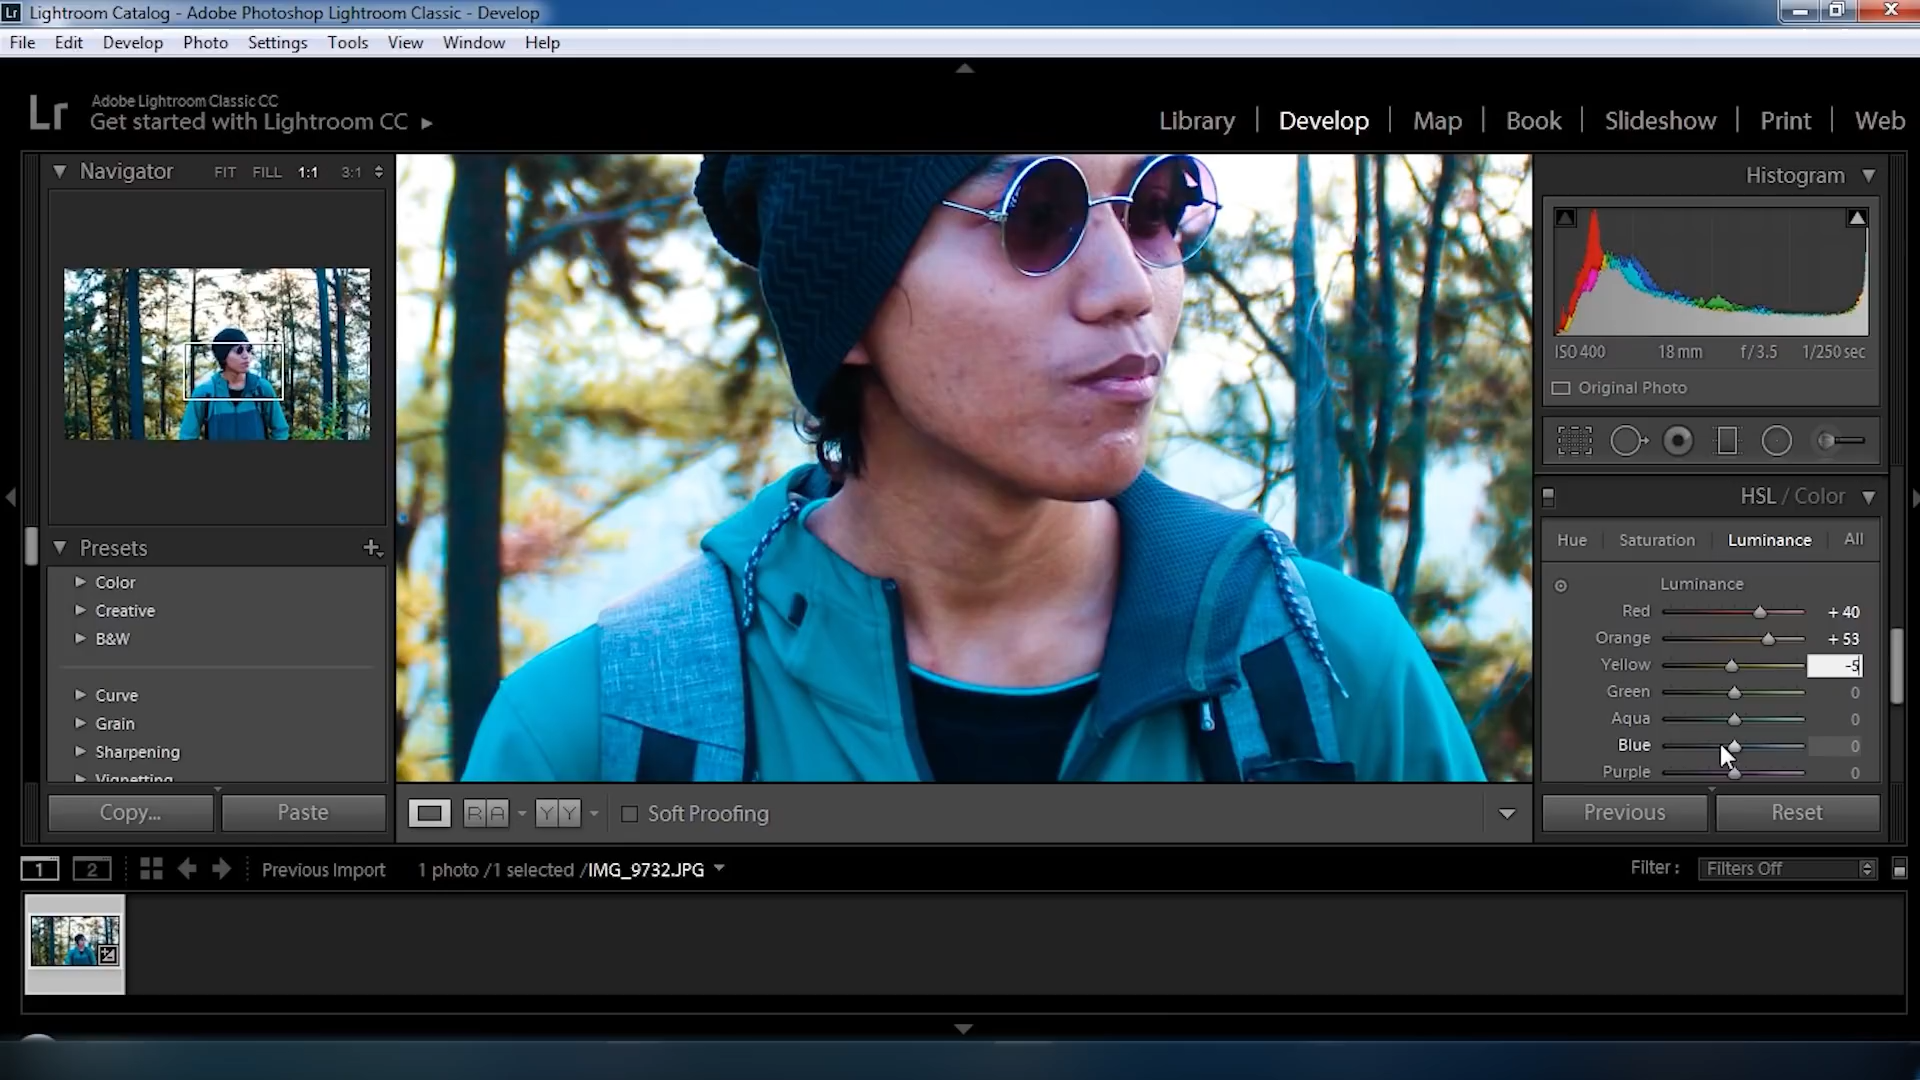 Lr Lightroom Catalog - Adobe Photoshop Lightroom Classic - Develop
File Edit Develop Photo Settings Tools View Window Help
Lr Adobe Lightroom Classic CC
Get started with Lightroom CC
Library | Develop | Map | Book | Slideshow | Print | Web
Navigator FIT FILL 1:1 3:1
Histogram
ISO 400 18 mm f / 3.5 1/250 sec
Original Photo
HSL / Color
Hue Saturation Luminance All
Luminance
Red + 40
Orange + 53
Yellow -5
Green 0
Aqua 0
Blue 0
Purple 0
Presets
Color
Creative
B&W
Curve
Grain
Sharpening
Vignetting
Copy... Paste
R A Y Y Soft Proofing
Previous Reset
1 2 Previous Import 1 photo / 1 selected / IMG_9732.JPG
Filter : Filters Off